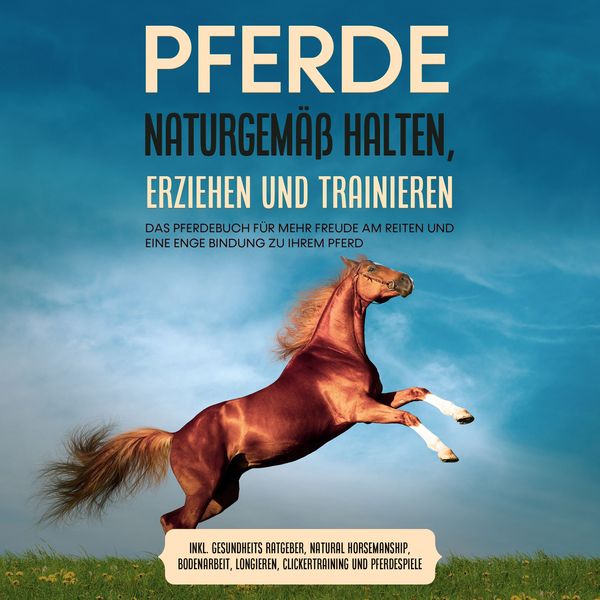 PFERDE
NATURGEMÄß HALTEN,
ERZIEHEN UND TRAINIEREN
DAS PFERDEBUCH FÜR MEHR FREUDE AM REITEN UND
EINE ENGE BINDUNG ZU IHREM PFERD
INKL. GESUNDHEITS RATGEBER, NATURAL HORSEMANSHIP,
BODENARBEIT, LONGIEREN, CLICKERTRAINING UND PFERDESPIELE